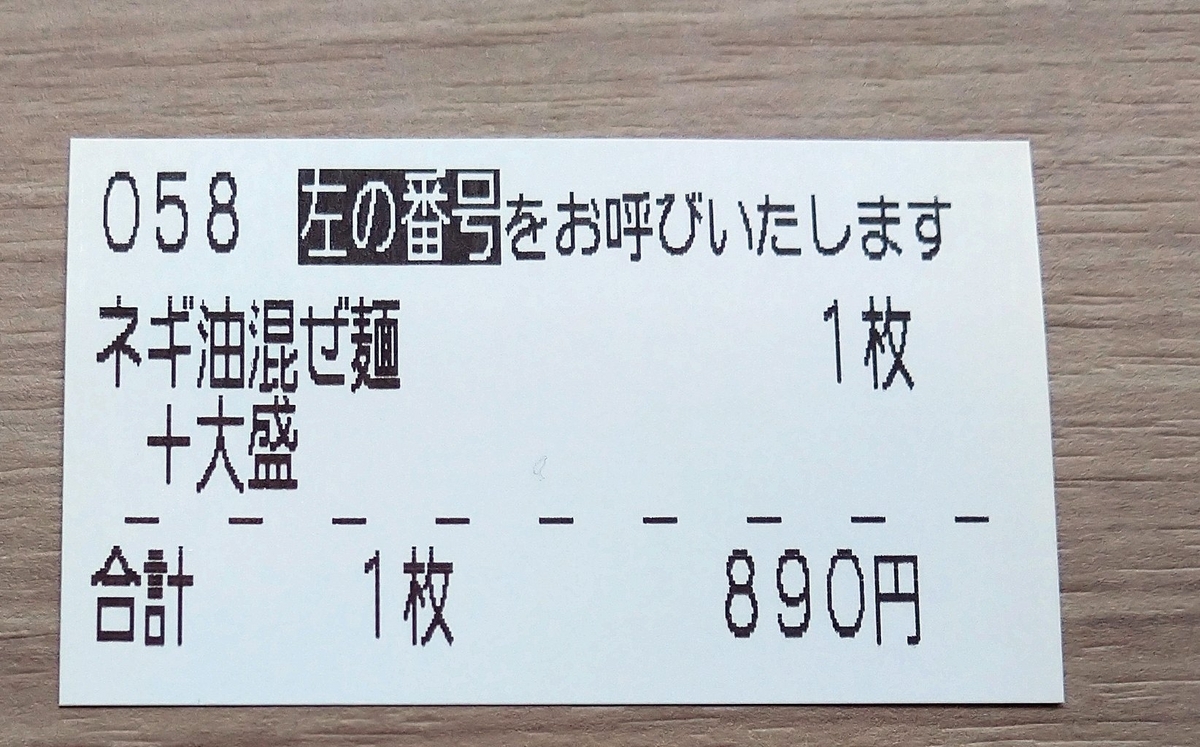 058 左の番号をお呼びいたします
ネギ油混ぜ麺 1枚
+大盛
合計 1枚 890円